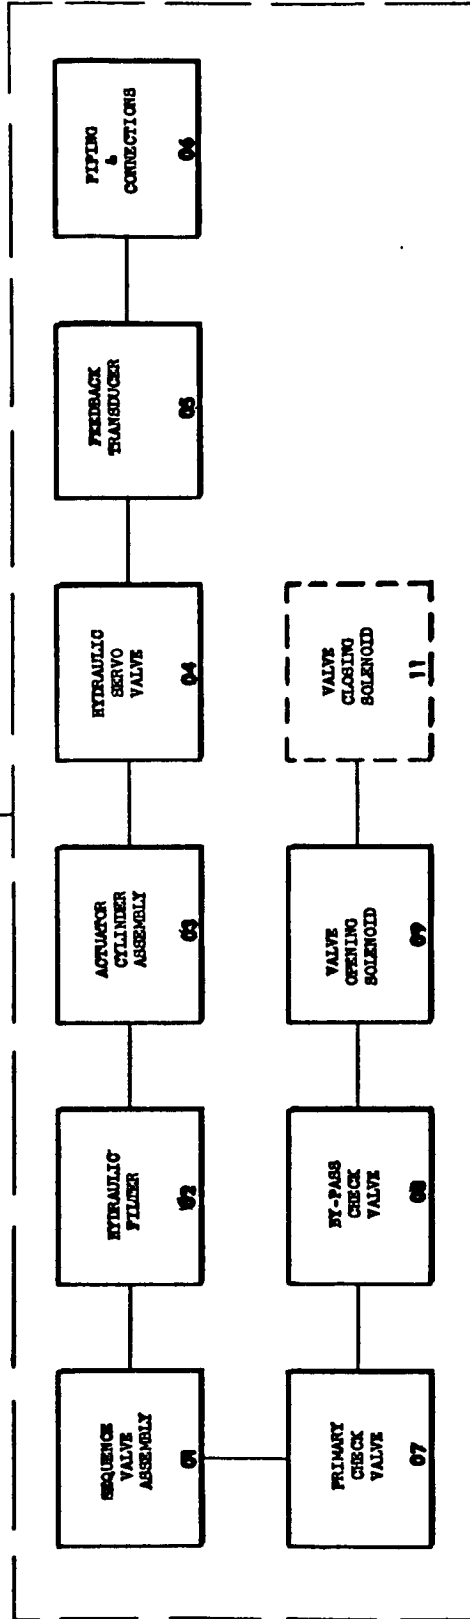 SEQUENCE
VALVE
ASSEMBLY
01
HYDRAULIC
FILTER
02
ACTUATOR
CYLINDER
ASSEMBLY
03
HYDRAULIC
SERVO
VALVE
04
FEEDBACK
TRANSDUCER
05
PIPING
&
CONNECTIONS
06
PRIMARY
CHECK
VALVE
07
BY-PASS
CHECK
VALVE
08
VALVE
OPENING
SOLENOID
09
VALVE
CLOSING
SOLENOID
11